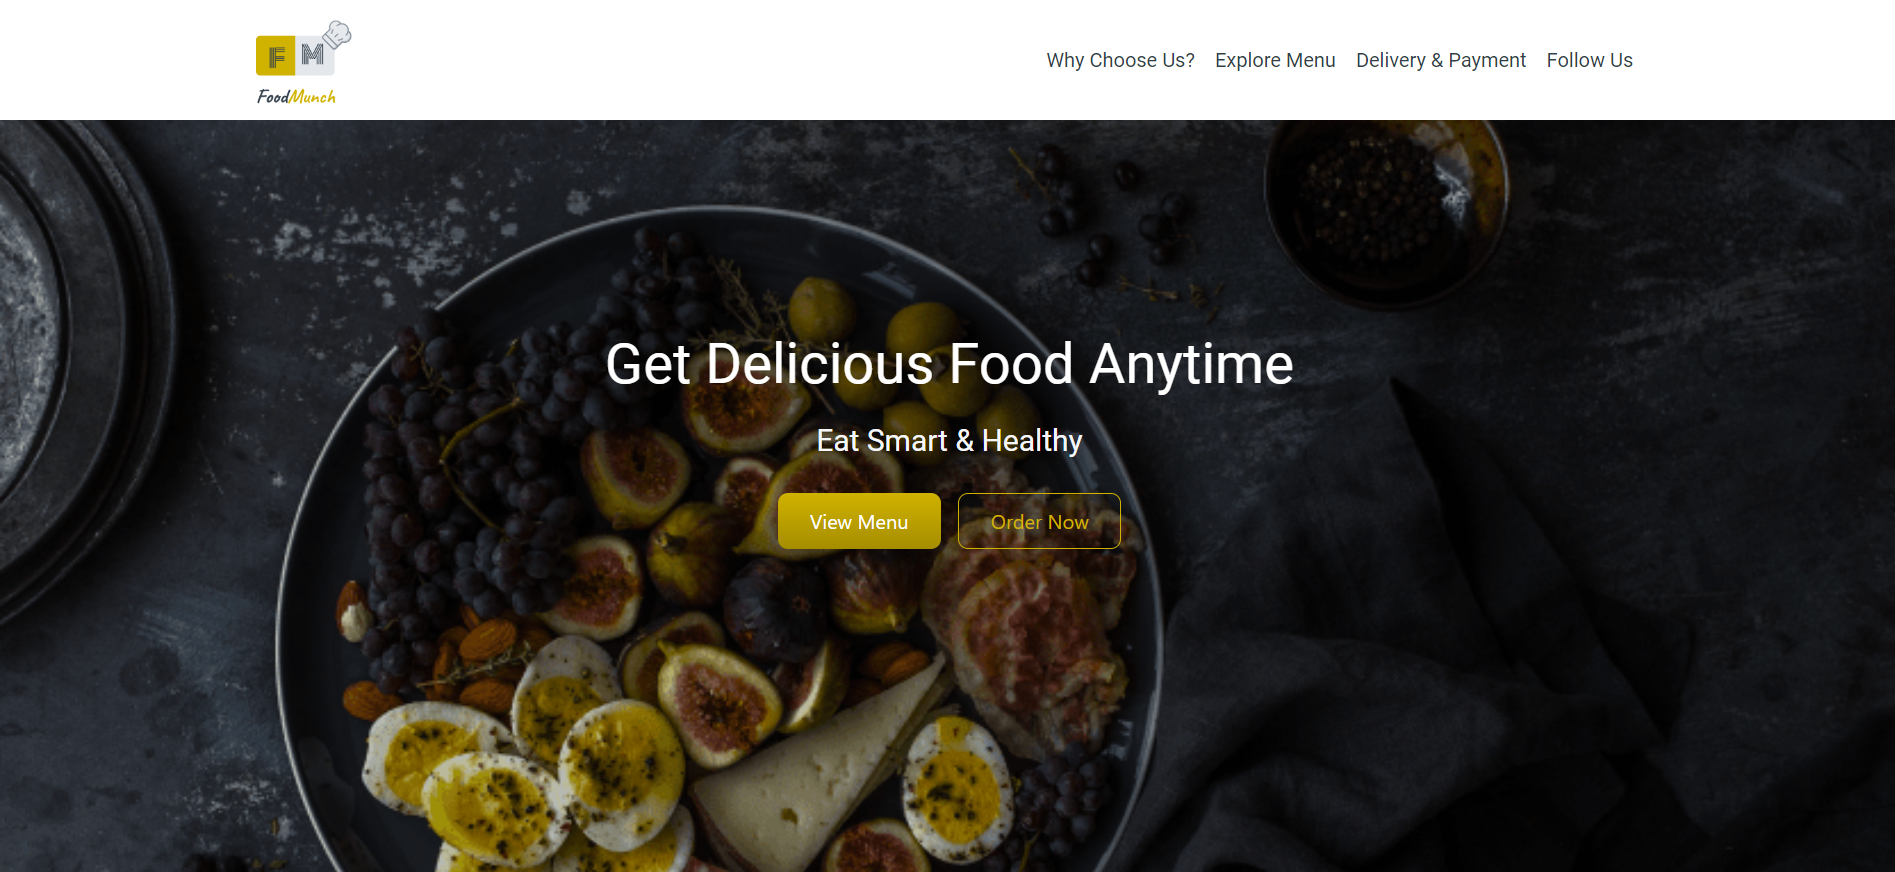 F M
FoodMunch
Why Choose Us? Explore Menu Delivery & Payment Follow Us
Get Delicious Food Anytime
Eat Smart & Healthy
View Menu Order Now